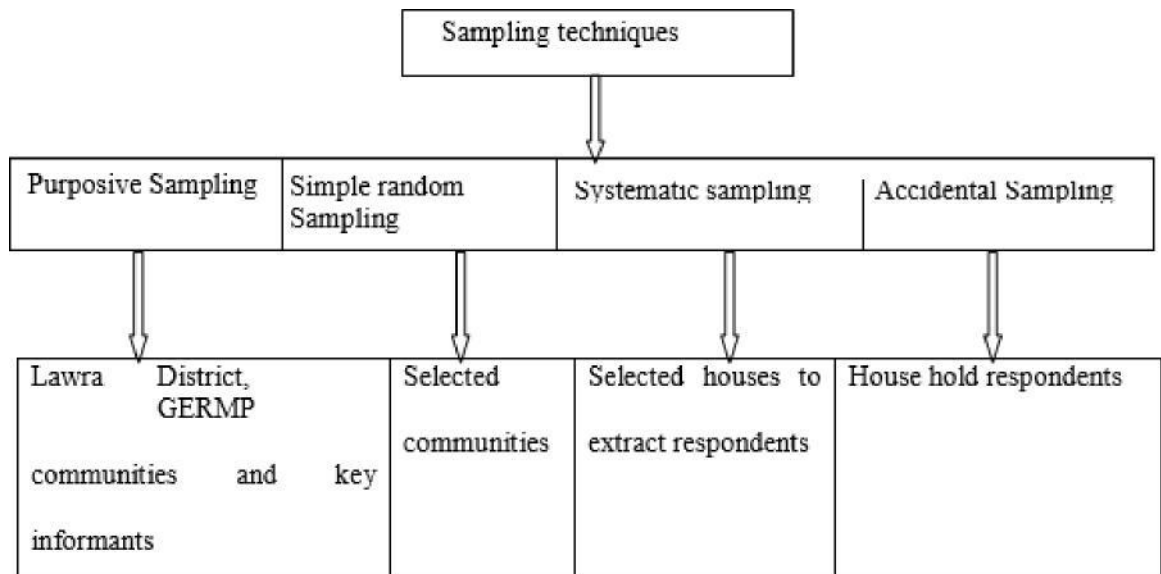 Sampling techniques
Purposive Sampling
Simple random
Sampling
Systematic sampling
Accidental Sampling
Lawra District,
GERMP
communities and key
informants
Selected
communities
Selected houses to
extract respondents
House hold respondents